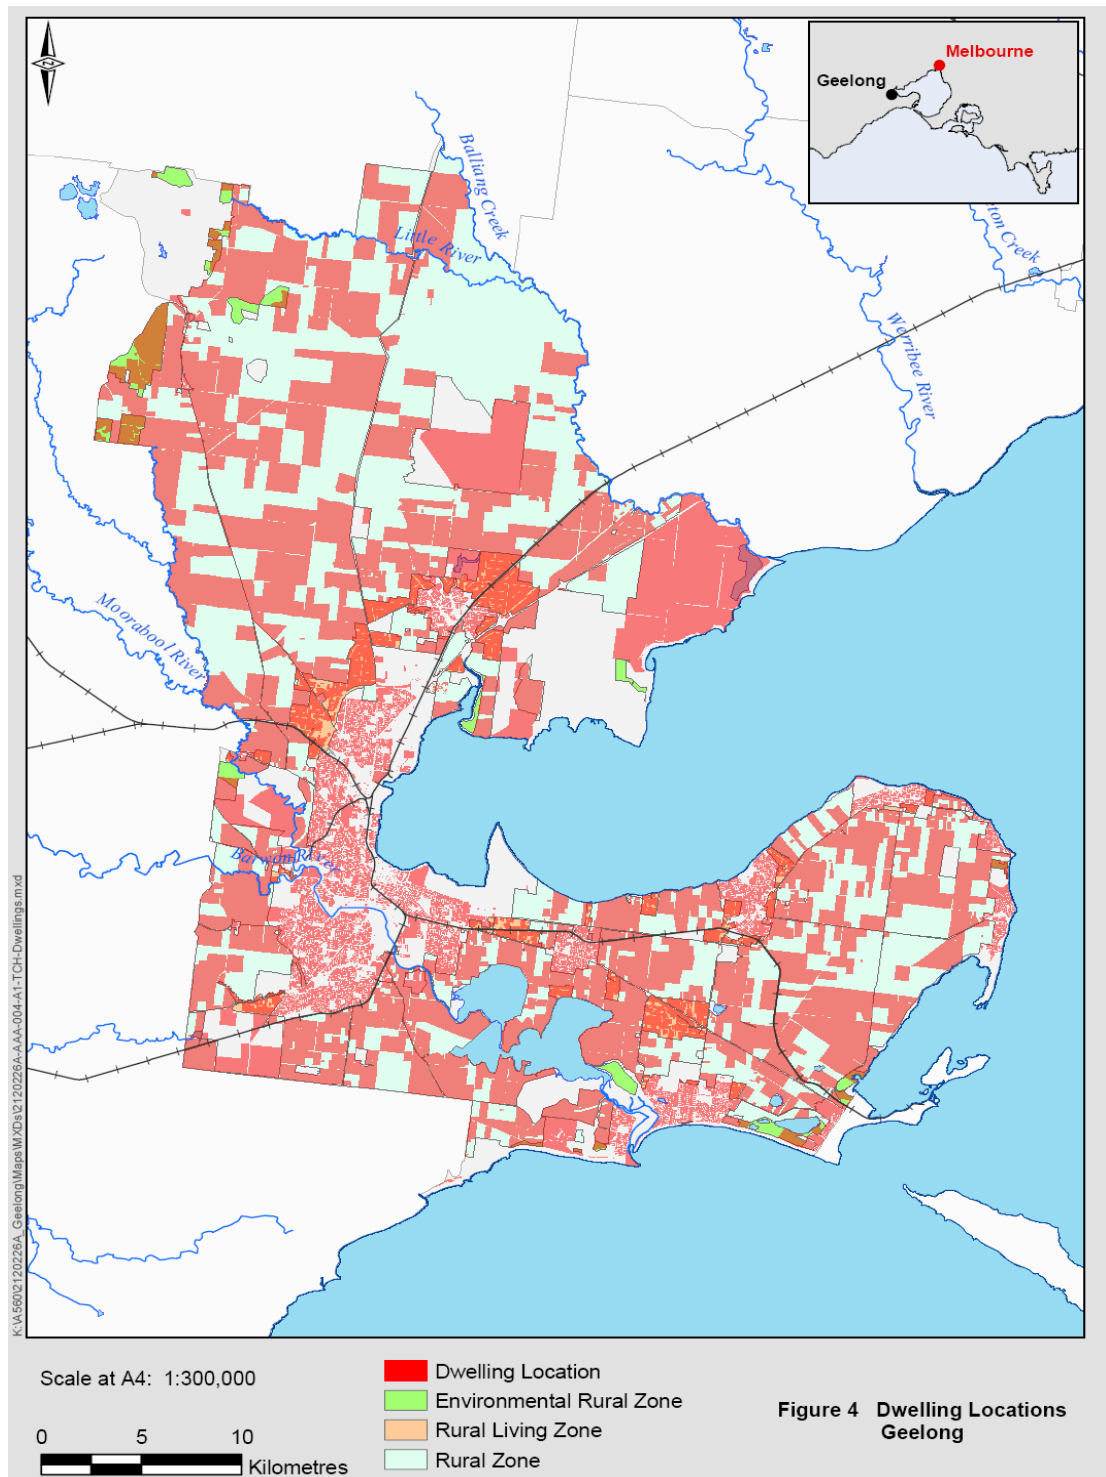 Melbourne
Geelong
Balliang Creek
Little River
ton Creek
Werribee River
Moorabool River
Barwon River
K:\A560\2120226A_Geelong\Maps\MXDs\2120226A-AAA-004-A1-TCH-Dwellings.mxd
Scale at A4: 1:300,000
0 5 10
Kilometres
Dwelling Location
Environmental Rural Zone
Rural Living Zone
Rural Zone
Figure 4 Dwelling Locations
Geelong